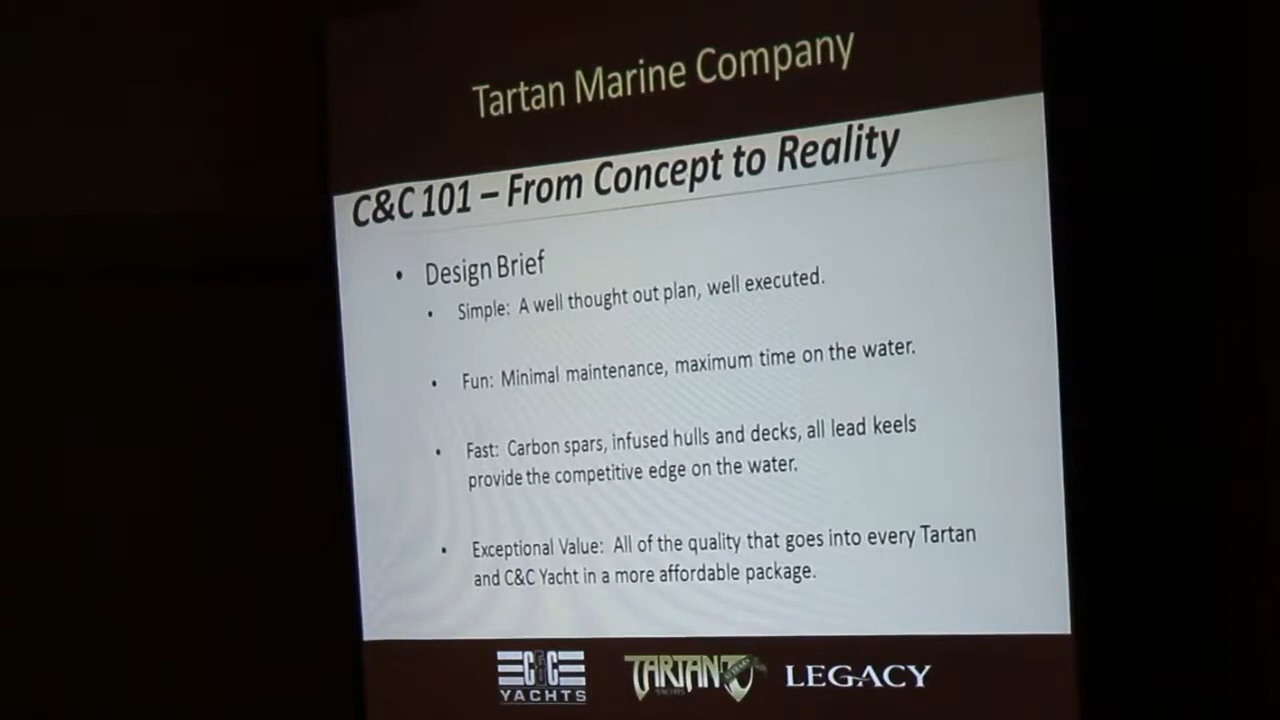 Tartan Marine Company
C&C 101 – From Concept to Reality
• Design Brief
• Simple: A well thought out plan, well executed.
• Fun: Minimal maintenance, maximum time on the water.
• Fast: Carbon spars, infused hulls and decks, all lead keels
provide the competitive edge on the water.
• Exceptional Value: All of the quality that goes into every Tartan
and C&C Yacht in a more affordable package.
C&C
YACHTS
TARTAN
YACHTS
LEGACY